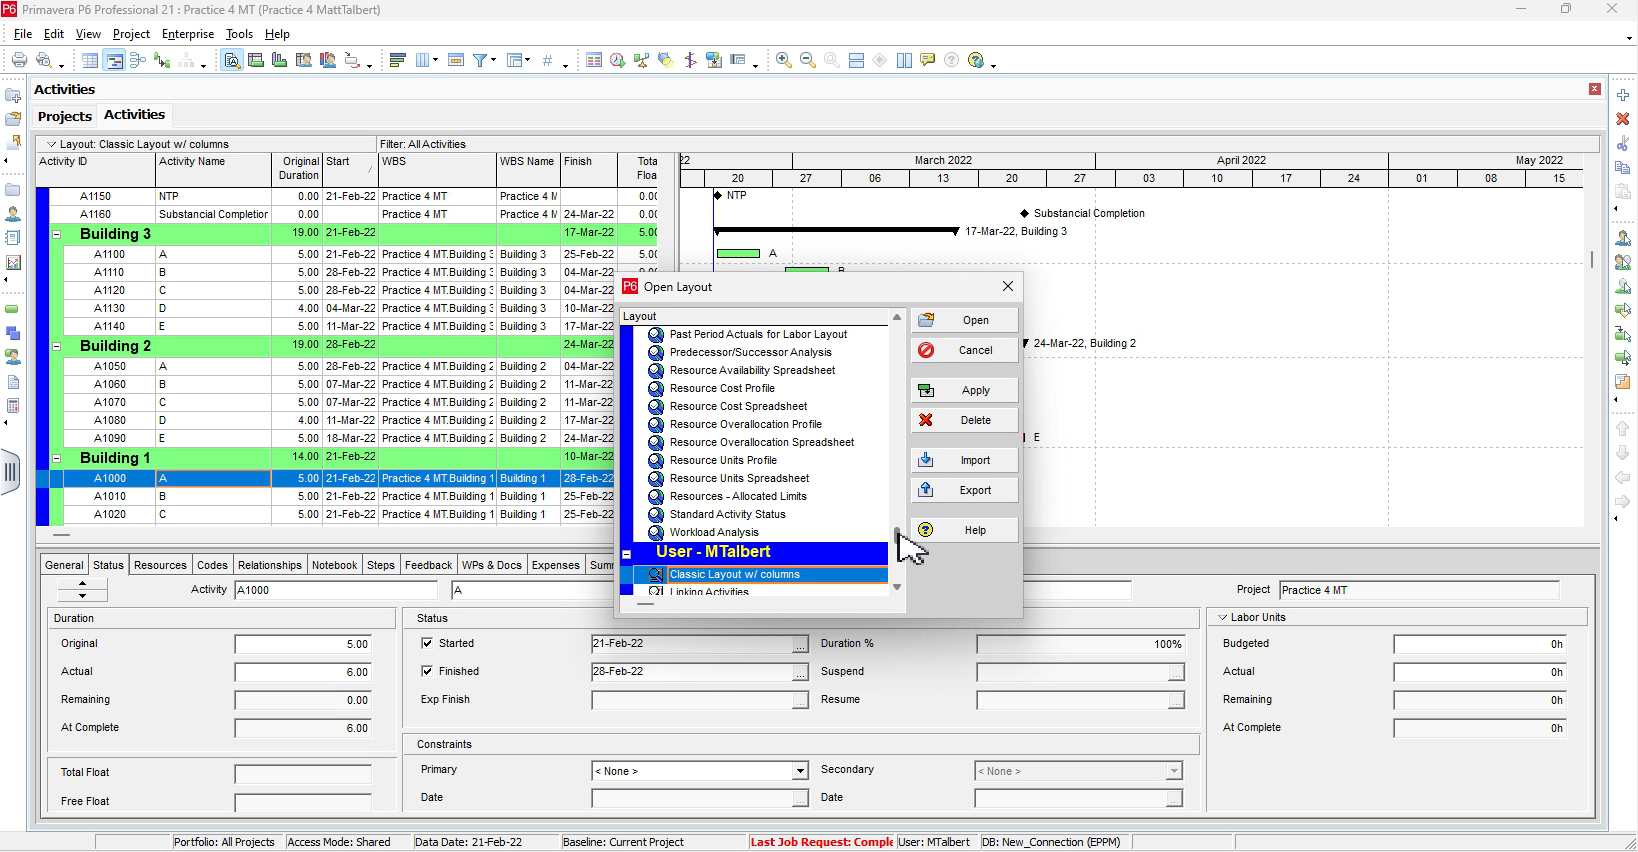 P6 Primavera P6 Professional 21 : Practice 4 MT (Practice 4 MattTalbert)
File Edit View Project Enterprise Tools Help
Activities
Projects Activities
Layout: Classic Layout w/ columns Filter: All Activities
Activity ID Activity Name Original Duration Start WBS WBS Name Finish Tota Floa
22 March 2022 April 2022 May 2022
20 27 06 13 20 27 03 10 17 24 01 08 15
A1150 NTP 0.00 21-Feb-22 Practice 4 MT Practice 4 M 0.00 NTP
A1160 Substancial Completion 0.00 Practice 4 MT Practice 4 M 24-Mar-22 0.00 Substancial Completion
Building 3 19.00 21-Feb-22 17-Mar-22 5.00 17-Mar-22, Building 3
A1100 A 5.00 21-Feb-22 Practice 4 MT.Building 3 Building 3 25-Feb-22 5.00 A
A1110 B 5.00 28-Feb-22 Practice 4 MT.Building 3 Building 3 04-Mar-22 0.00 B
A1120 C 5.00 28-Feb-22 Practice 4 MT.Building 3 Building 3 04-Mar-22
A1130 D 4.00 04-Mar-22 Practice 4 MT.Building 3 Building 3 10-Mar-22
A1140 E 5.00 11-Mar-22 Practice 4 MT.Building 3 Building 3 17-Mar-22
Building 2 19.00 28-Feb-22 24-Mar-22 24-Mar-22, Building 2
A1050 A 5.00 28-Feb-22 Practice 4 MT.Building 2 Building 2 04-Mar-22
A1060 B 5.00 07-Mar-22 Practice 4 MT.Building 2 Building 2 11-Mar-22
A1070 C 5.00 07-Mar-22 Practice 4 MT.Building 2 Building 2 11-Mar-22
A1080 D 4.00 11-Mar-22 Practice 4 MT.Building 2 Building 2 17-Mar-22
A1090 E 5.00 18-Mar-22 Practice 4 MT.Building 2 Building 2 24-Mar-22 E
Building 1 14.00 21-Feb-22 10-Mar-22
A1000 A 5.00 21-Feb-22 Practice 4 MT.Building 1 Building 1 28-Feb-22
A1010 B 5.00 21-Feb-22 Practice 4 MT.Building 1 Building 1 25-Feb-22
A1020 C 5.00 21-Feb-22 Practice 4 MT.Building 1 Building 1 25-Feb-22
P6 Open Layout
Layout
Past Period Actuals for Labor Layout
Predecessor/Successor Analysis
Resource Availability Spreadsheet
Resource Cost Profile
Resource Cost Spreadsheet
Resource Overallocation Profile
Resource Overallocation Spreadsheet
Resource Units Profile
Resource Units Spreadsheet
Resources - Allocated Limits
Standard Activity Status
Workload Analysis
User - MTalbert
Classic Layout w/ columns
Linking Activities
Open
Cancel
Apply
Delete
Import
Export
Help
General Status Resources Codes Relationships Notebook Steps Feedback WPs & Docs Expenses Sum
Activity A1000 A Project Practice 4 MT
Duration
Original 5.00
Actual 6.00
Remaining 0.00
At Complete 6.00
Total Float
Free Float
Status
Started 21-Feb-22 Duration % 100%
Finished 28-Feb-22 Suspend
Exp Finish Resume
Constraints
Primary < None > Secondary < None >
Date Date
Labor Units
Budgeted 0h
Actual 0h
Remaining 0h
At Complete 0h
Portfolio: All Projects Access Mode: Shared Data Date: 21-Feb-22 Baseline: Current Project Last Job Request: Comple User: MTalbert DB: New_Connection (EPPM)